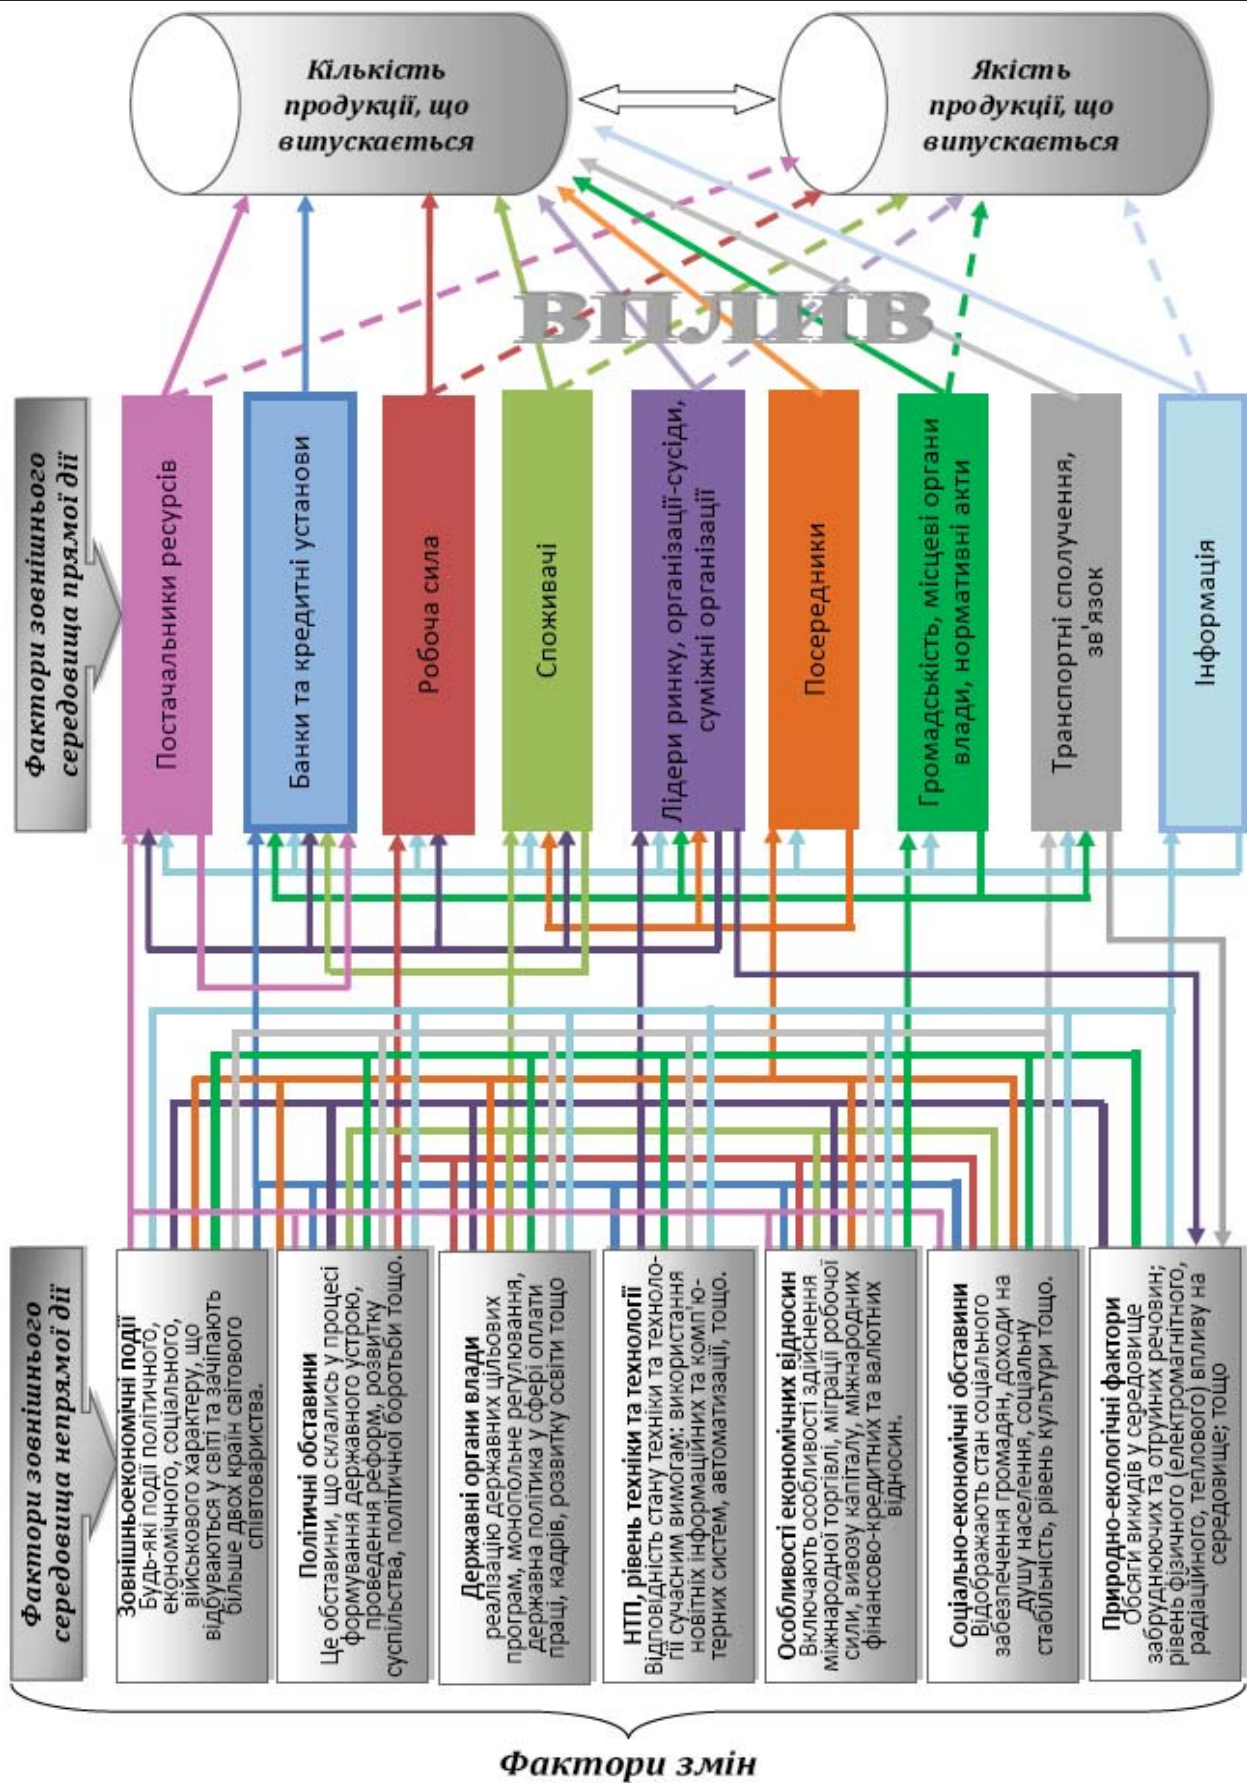 Кількість
продукції, що
випускається
Якість
продукції, що
випускається
ВПЛИВ
Фактори зовнішнього
середовища прямої дії
Постачальники ресурсів
Банки та кредитні установи
Робоча сила
Споживачі
Лідери ринку, організації-сусіди,
суміжні організації
Посередники
Громадськість, місцеві органи
влади, нормативні акти
Транспортні сполучення,
зв'язок
Інформація
Фактори зовнішнього
середовища непрямої дії
Зовнішньоекономічні події
Будь-які події політичного,
економічного, соціального,
військового характеру, що
відбуваються у світі та зачіпають
більше двох країн світового
співтовариства.
Політичні обставини
Це обставини, що склались у процесі
формування державного устрою,
проведення реформ, розвитку
суспільства, політичної боротьби тощо.
Державні органи влади
реалізацію державних цільових
програм, монопольне регулювання,
державна політика у сфері оплати
праці, кадрів, розвитку освіти тощо
НТП, рівень техніки та технології
Відповідність стану техніки та техноло-
гії сучасним вимогам: використання
новітніх інформаційних та комп'ю-
терних систем, автоматизації, тощо.
Особливості економічних відносин
Включають особливості здійснення
міжнародної торгівлі, міграції робочої
сили, вивозу капіталу, міжнародних
фінансово-кредитних та валютних
відносин.
Соціально-економічні обставини
Відображають стан соціального
забезпечення громадян, доходи на
душу населення, соціальну
стабільність, рівень культури тощо.
Природно-екологічні фактори
Обсяги викидів у середовище
забруднюючих та отруйних речовин;
рівень фізичного (електромагнітного,
радіаційного, теплового) впливу на
середовище; тощо
Фактори змін